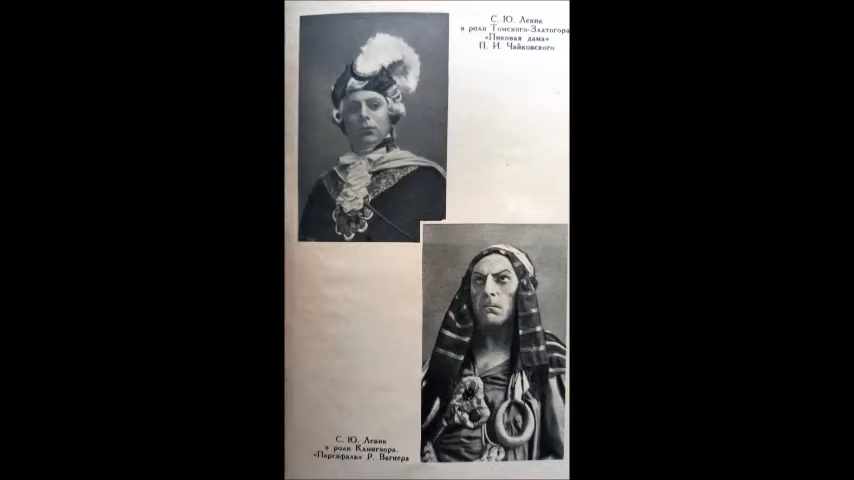 С. Ю. Левик
в роли Томского-Златогора
«Пиковая дама»
П. И. Чайковского
С. Ю. Левик
в роли Клингзора.
«Парсифаль» Р. Вагнера